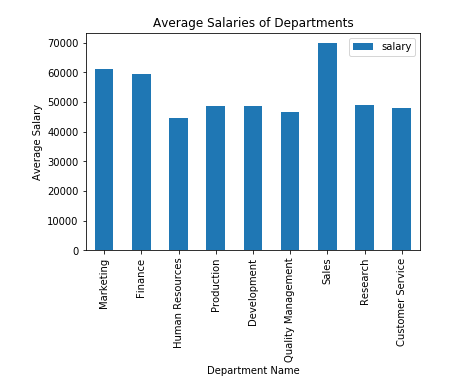 Average Salaries of Departments
salary
Average Salary
70000
60000
50000
40000
30000
20000
10000
0
Marketing
Finance
Human Resources
Production
Development
Quality Management
Sales
Research
Customer Service
Department Name